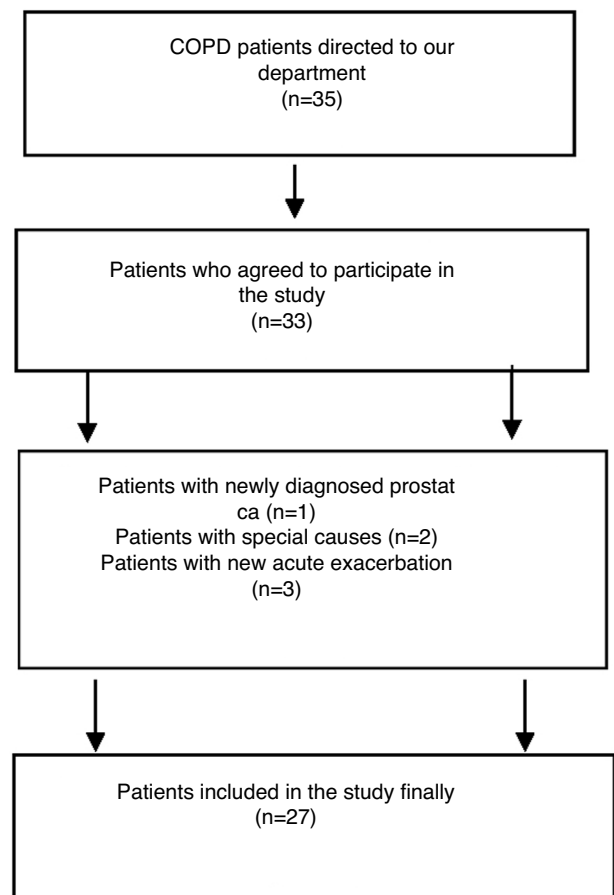 COPD patients directed to our
department
(n=35)
Patients who agreed to participate in
the study
(n=33)
Patients with newly diagnosed prostat
ca (n=1)
Patients with special causes (n=2)
Patients with new acute exacerbation
(n=3)
Patients included in the study finally
(n=27)